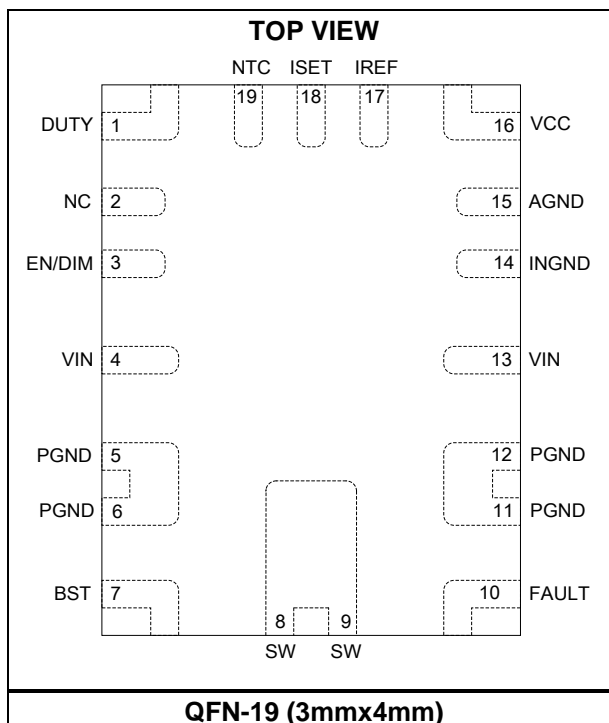 TOP VIEW
NTC ISET IREF
19 18 17
DUTY 1 16 VCC
NC 2 15 AGND
EN/DIM 3 14 INGND
VIN 4 13 VIN
PGND 5 12 PGND
PGND 6 11 PGND
BST 7 10 FAULT
8 9
SW SW
QFN-19 (3mmx4mm)